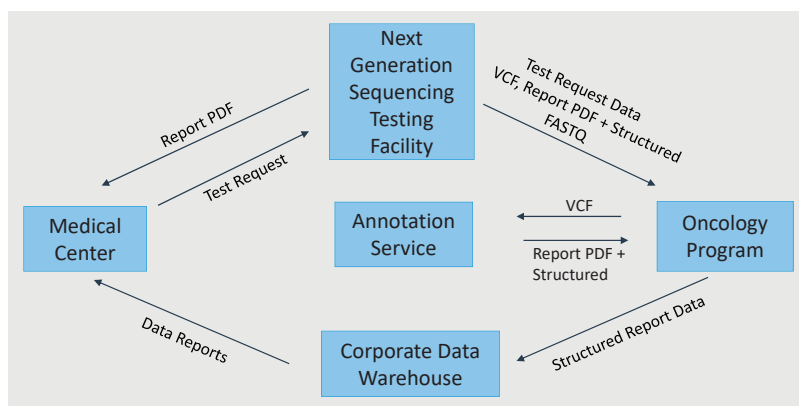 Next
Generation
Sequencing
Testing
Facility
Report PDF
Test Request
Test Request Data
VCF, Report PDF + Structured
FASTQ
Medical
Center
Annotation
Service
VCF
Report PDF +
Structured
Oncology
Program
Data Reports
Corporate Data
Warehouse
Structured Report Data